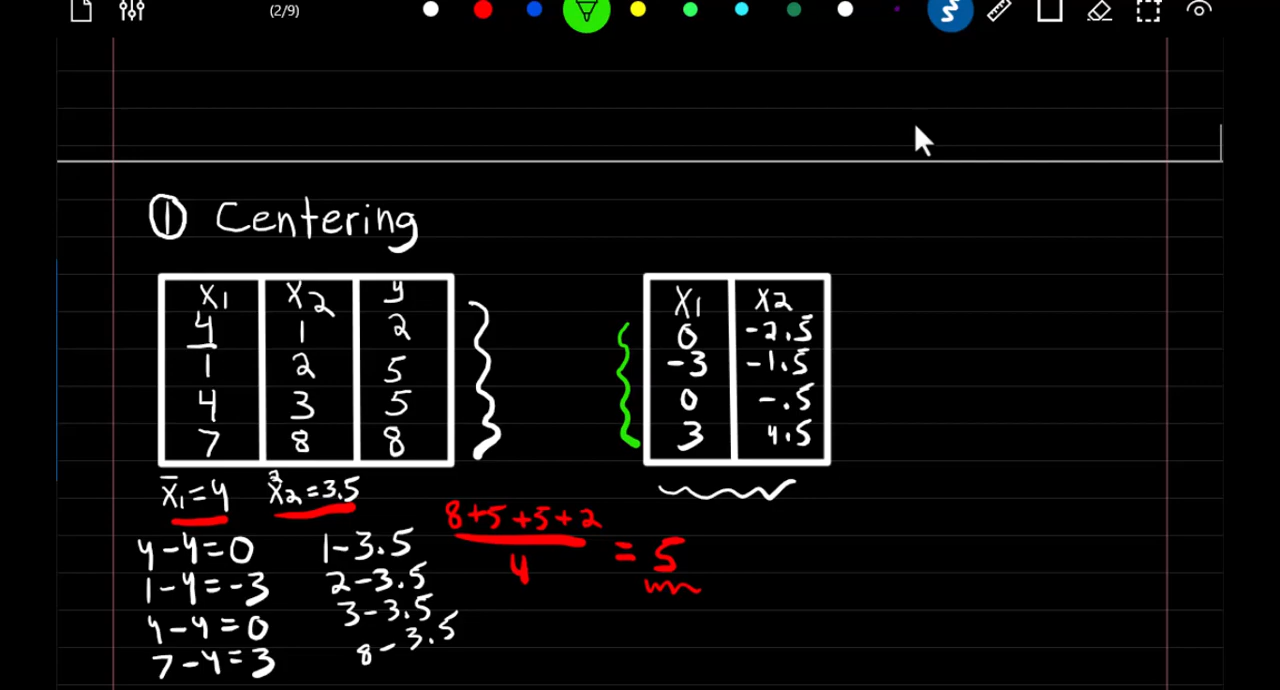 (2/9)
① Centering
x1 x2 y
4 1 2
1 2 5
4 3 5
7 8 8
X1 X2
0 -2.5
-3 -1.5
0 -.5
3 4.5
x̄1=4 x̄2=3.5
4-4=0 1-3.5
1-4=-3 2-3.5
4-4=0 3-3.5
7-4=3 8-3.5
8+5+5+2
4
= 5